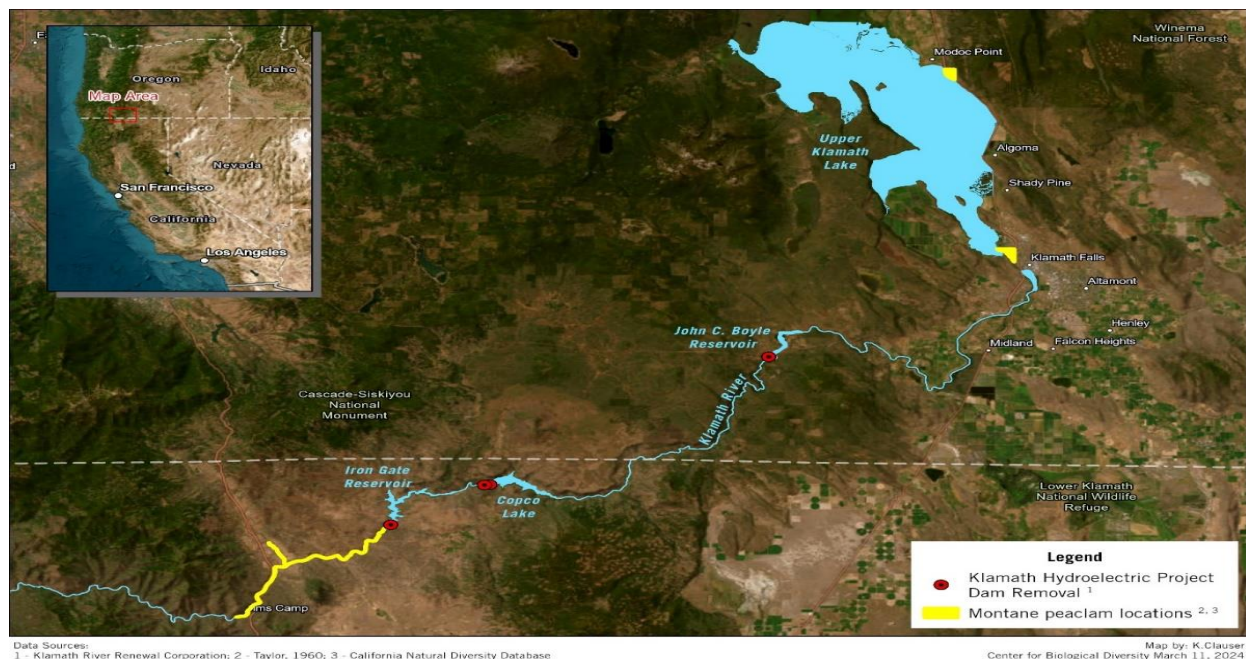 Oregon
Idaho
Map Area
Nevada
San Francisco
California
Los Angeles
Winema
National Forest
Modoc Point
Upper
Klamath
Lake
Algoma
Shady Pine
Klamath Falls
Altamont
John C. Boyle
Reservoir
Henley
Midland
Falcon Heights
Klamath River
Cascade-Siskiyou
National
Monument
Iron Gate
Reservoir
Copco
Lake
Lower Klamath
National Wildlife
Refuge
ims Camp
Legend
Klamath Hydroelectric Project
Dam Removal 1
Montane peaclam locations 2, 3
Data Sources:
1 - Klamath River Renewal Corporation; 2 - Taylor, 1960; 3 - California Natural Diversity Database
Map by: K.Clauser
Center for Biological Diversity March 11, 2024